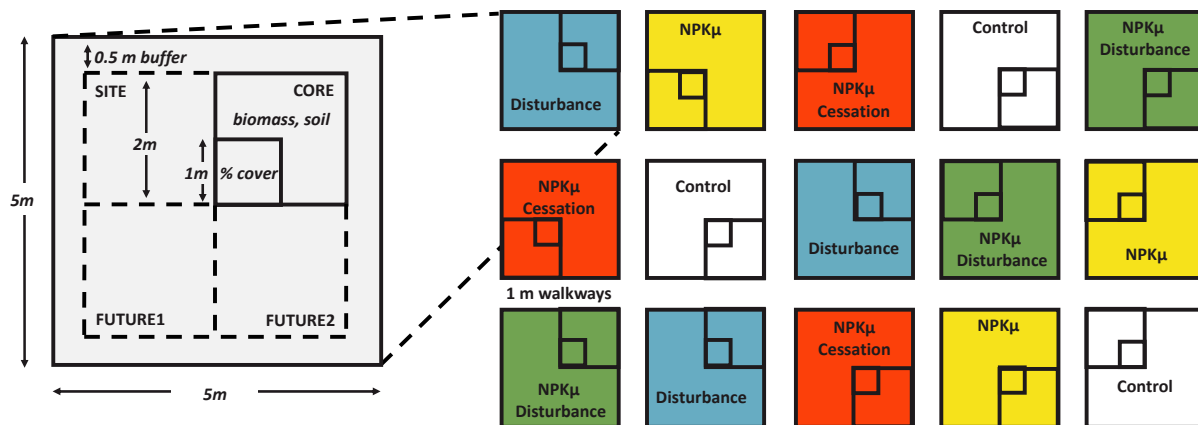 0.5 m buffer
SITE
CORE
biomass, soil
2m
1m
% cover
5m
FUTURE1
FUTURE2
5m
Disturbance
NPKµ
NPKµ
Cessation
Control
NPKµ
Disturbance
NPKµ
Cessation
Control
Disturbance
NPKµ
Disturbance
NPKµ
1 m walkways
NPKµ
Disturbance
Disturbance
NPKµ
Cessation
NPKµ
Control